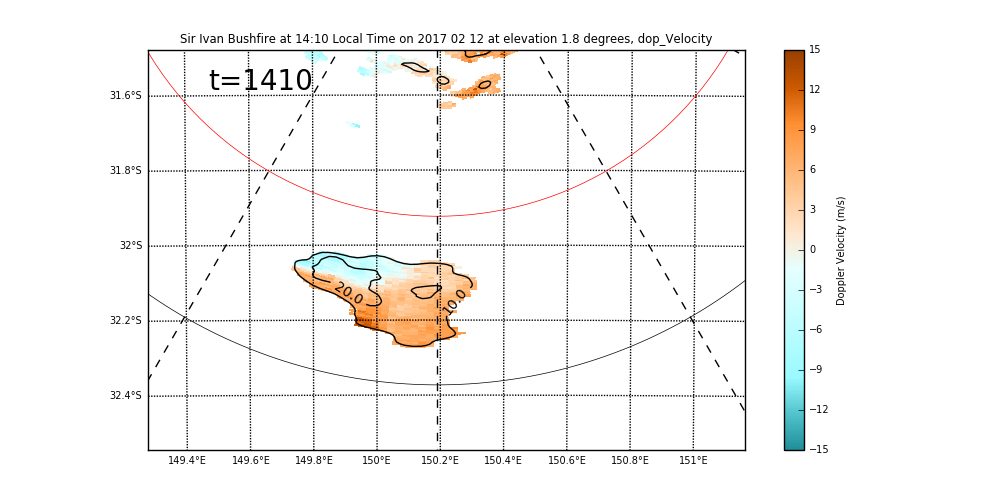 Sir Ivan Bushfire at 14:10 Local Time on 2017 02 12 at elevation 1.8 degrees, dop_Velocity
t=1410
31.6°S
31.8°S
32°S
32.2°S
32.4°S
20.0
10.0
149.4°E 149.6°E 149.8°E 150°E 150.2°E 150.4°E 150.6°E 150.8°E 151°E
15
12
9
6
3
0
−3
−6
−9
−12
−15
Doppler Velocity (m/s)